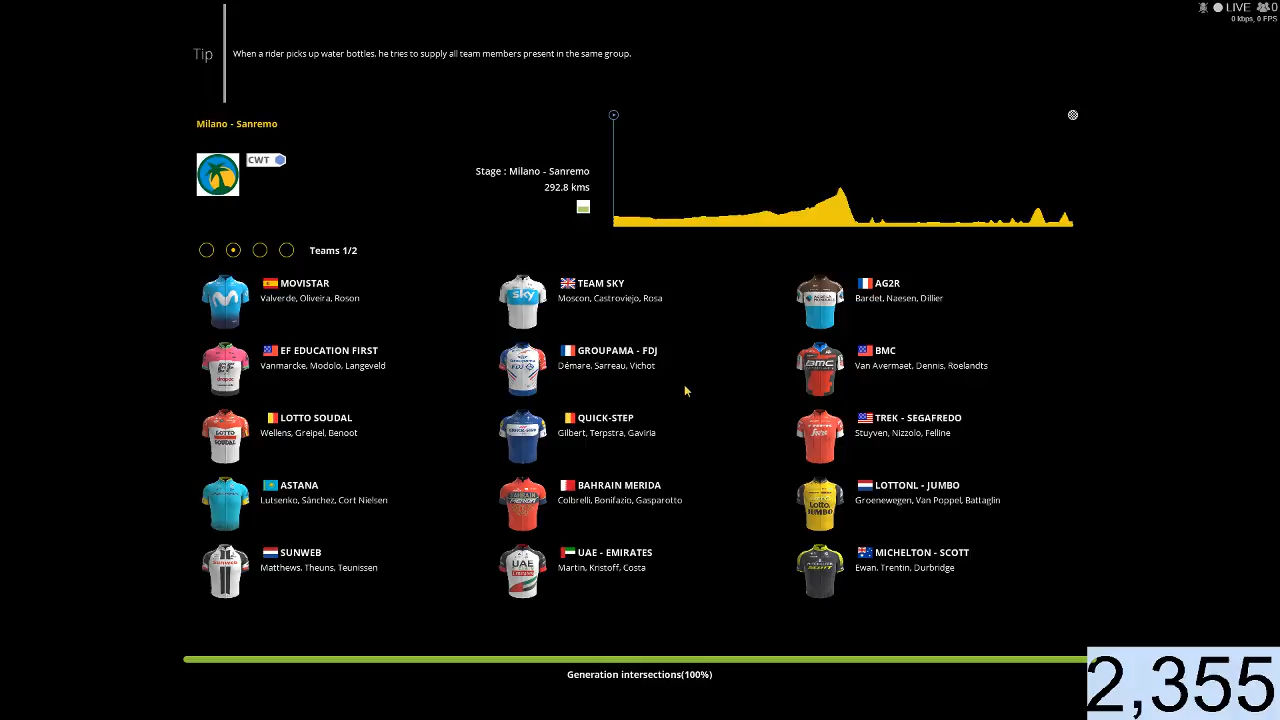 LIVE 0
0 kbps, 0 FPS
Tip
When a rider picks up water bottles, he tries to supply all team members present in the same group.
Milano - Sanremo
CWT
Stage : Milano - Sanremo
292.8 kms
Teams 1/2
MOVISTAR
Valverde, Oliveira, Roson
TEAM SKY
Moscon, Castroviejo, Rosa
AG2R
Bardet, Naesen, Dillier
EF EDUCATION FIRST
Vanmarcke, Modolo, Langeveld
GROUPAMA - FDJ
Démare, Sarreau, Vichot
BMC
Van Avermaet, Dennis, Roelandts
LOTTO SOUDAL
Wellens, Greipel, Benoot
QUICK-STEP
Gilbert, Terpstra, Gaviria
TREK - SEGAFREDO
Stuyven, Nizzolo, Felline
ASTANA
Lutsenko, Sánchez, Cort Nielsen
BAHRAIN MERIDA
Colbrelli, Bonifazio, Gasparotto
LOTTONL - JUMBO
Groenewegen, Van Poppel, Battaglin
SUNWEB
Matthews, Theuns, Teunissen
UAE - EMIRATES
Martin, Kristoff, Costa
MICHELTON - SCOTT
Ewan, Trentin, Durbridge
Generation intersections(100%)
2,355